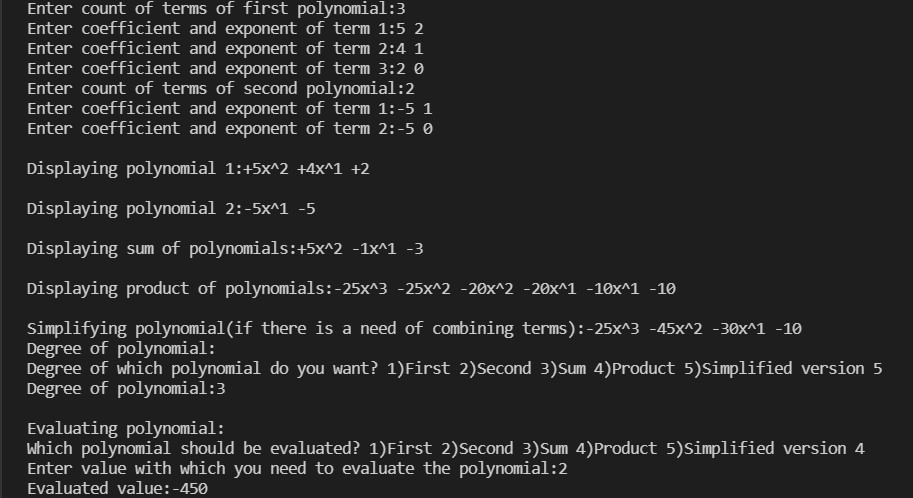 Enter count of terms of first polynomial:3
Enter coefficient and exponent of term 1:5 2
Enter coefficient and exponent of term 2:4 1
Enter coefficient and exponent of term 3:2 0
Enter count of terms of second polynomial:2
Enter coefficient and exponent of term 1:-5 1
Enter coefficient and exponent of term 2:-5 0
Displaying polynomial 1:+5x^2 +4x^1 +2
Displaying polynomial 2:-5x^1 -5
Displaying sum of polynomials:+5x^2 -1x^1 -3
Displaying product of polynomials:-25x^3 -25x^2 -20x^2 -20x^1 -10x^1 -10
Simplifying polynomial(if there is a need of combining terms):-25x^3 -45x^2 -30x^1 -10
Degree of polynomial:
Degree of which polynomial do you want? 1)First 2)Second 3)Sum 4)Product 5)Simplified version 5
Degree of polynomial:3
Evaluating polynomial:
Which polynomial should be evaluated? 1)First 2)Second 3)Sum 4)Product 5)Simplified version 4
Enter value with which you need to evaluate the polynomial:2
Evaluated value:-450